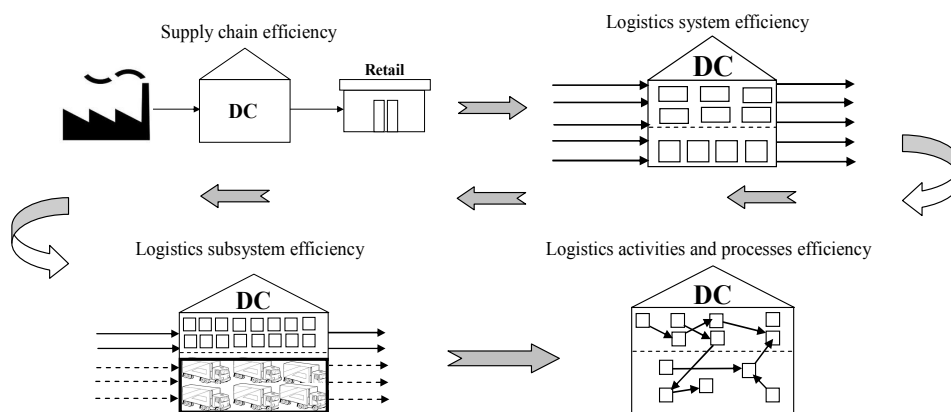 Supply chain efficiency
DC
Retail
Logistics system efficiency
DC
Logistics subsystem efficiency
DC
Logistics activities and processes efficiency
DC